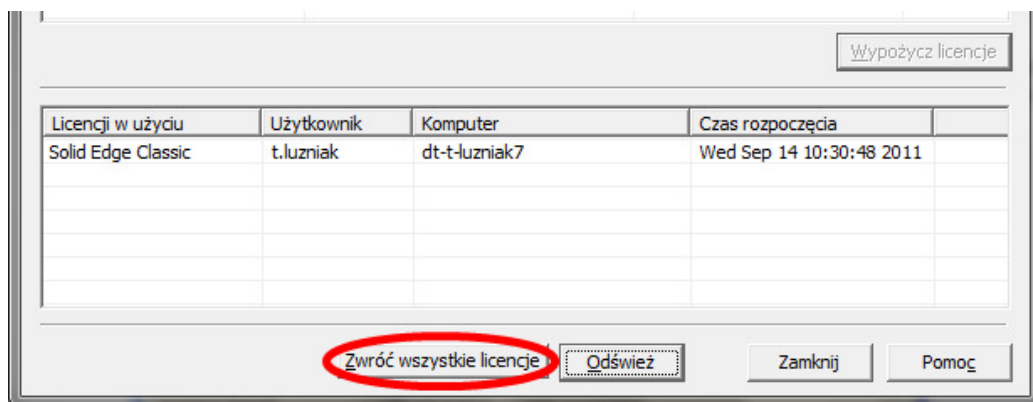 Wypożycz licencje
Licencji w użyciu Użytkownik Komputer Czas rozpoczęcia
Solid Edge Classic t.luzniak dt-t-luzniak7 Wed Sep 14 10:30:48 2011
Zwróć wszystkie licencje Odśwież Zamknij Pomoc